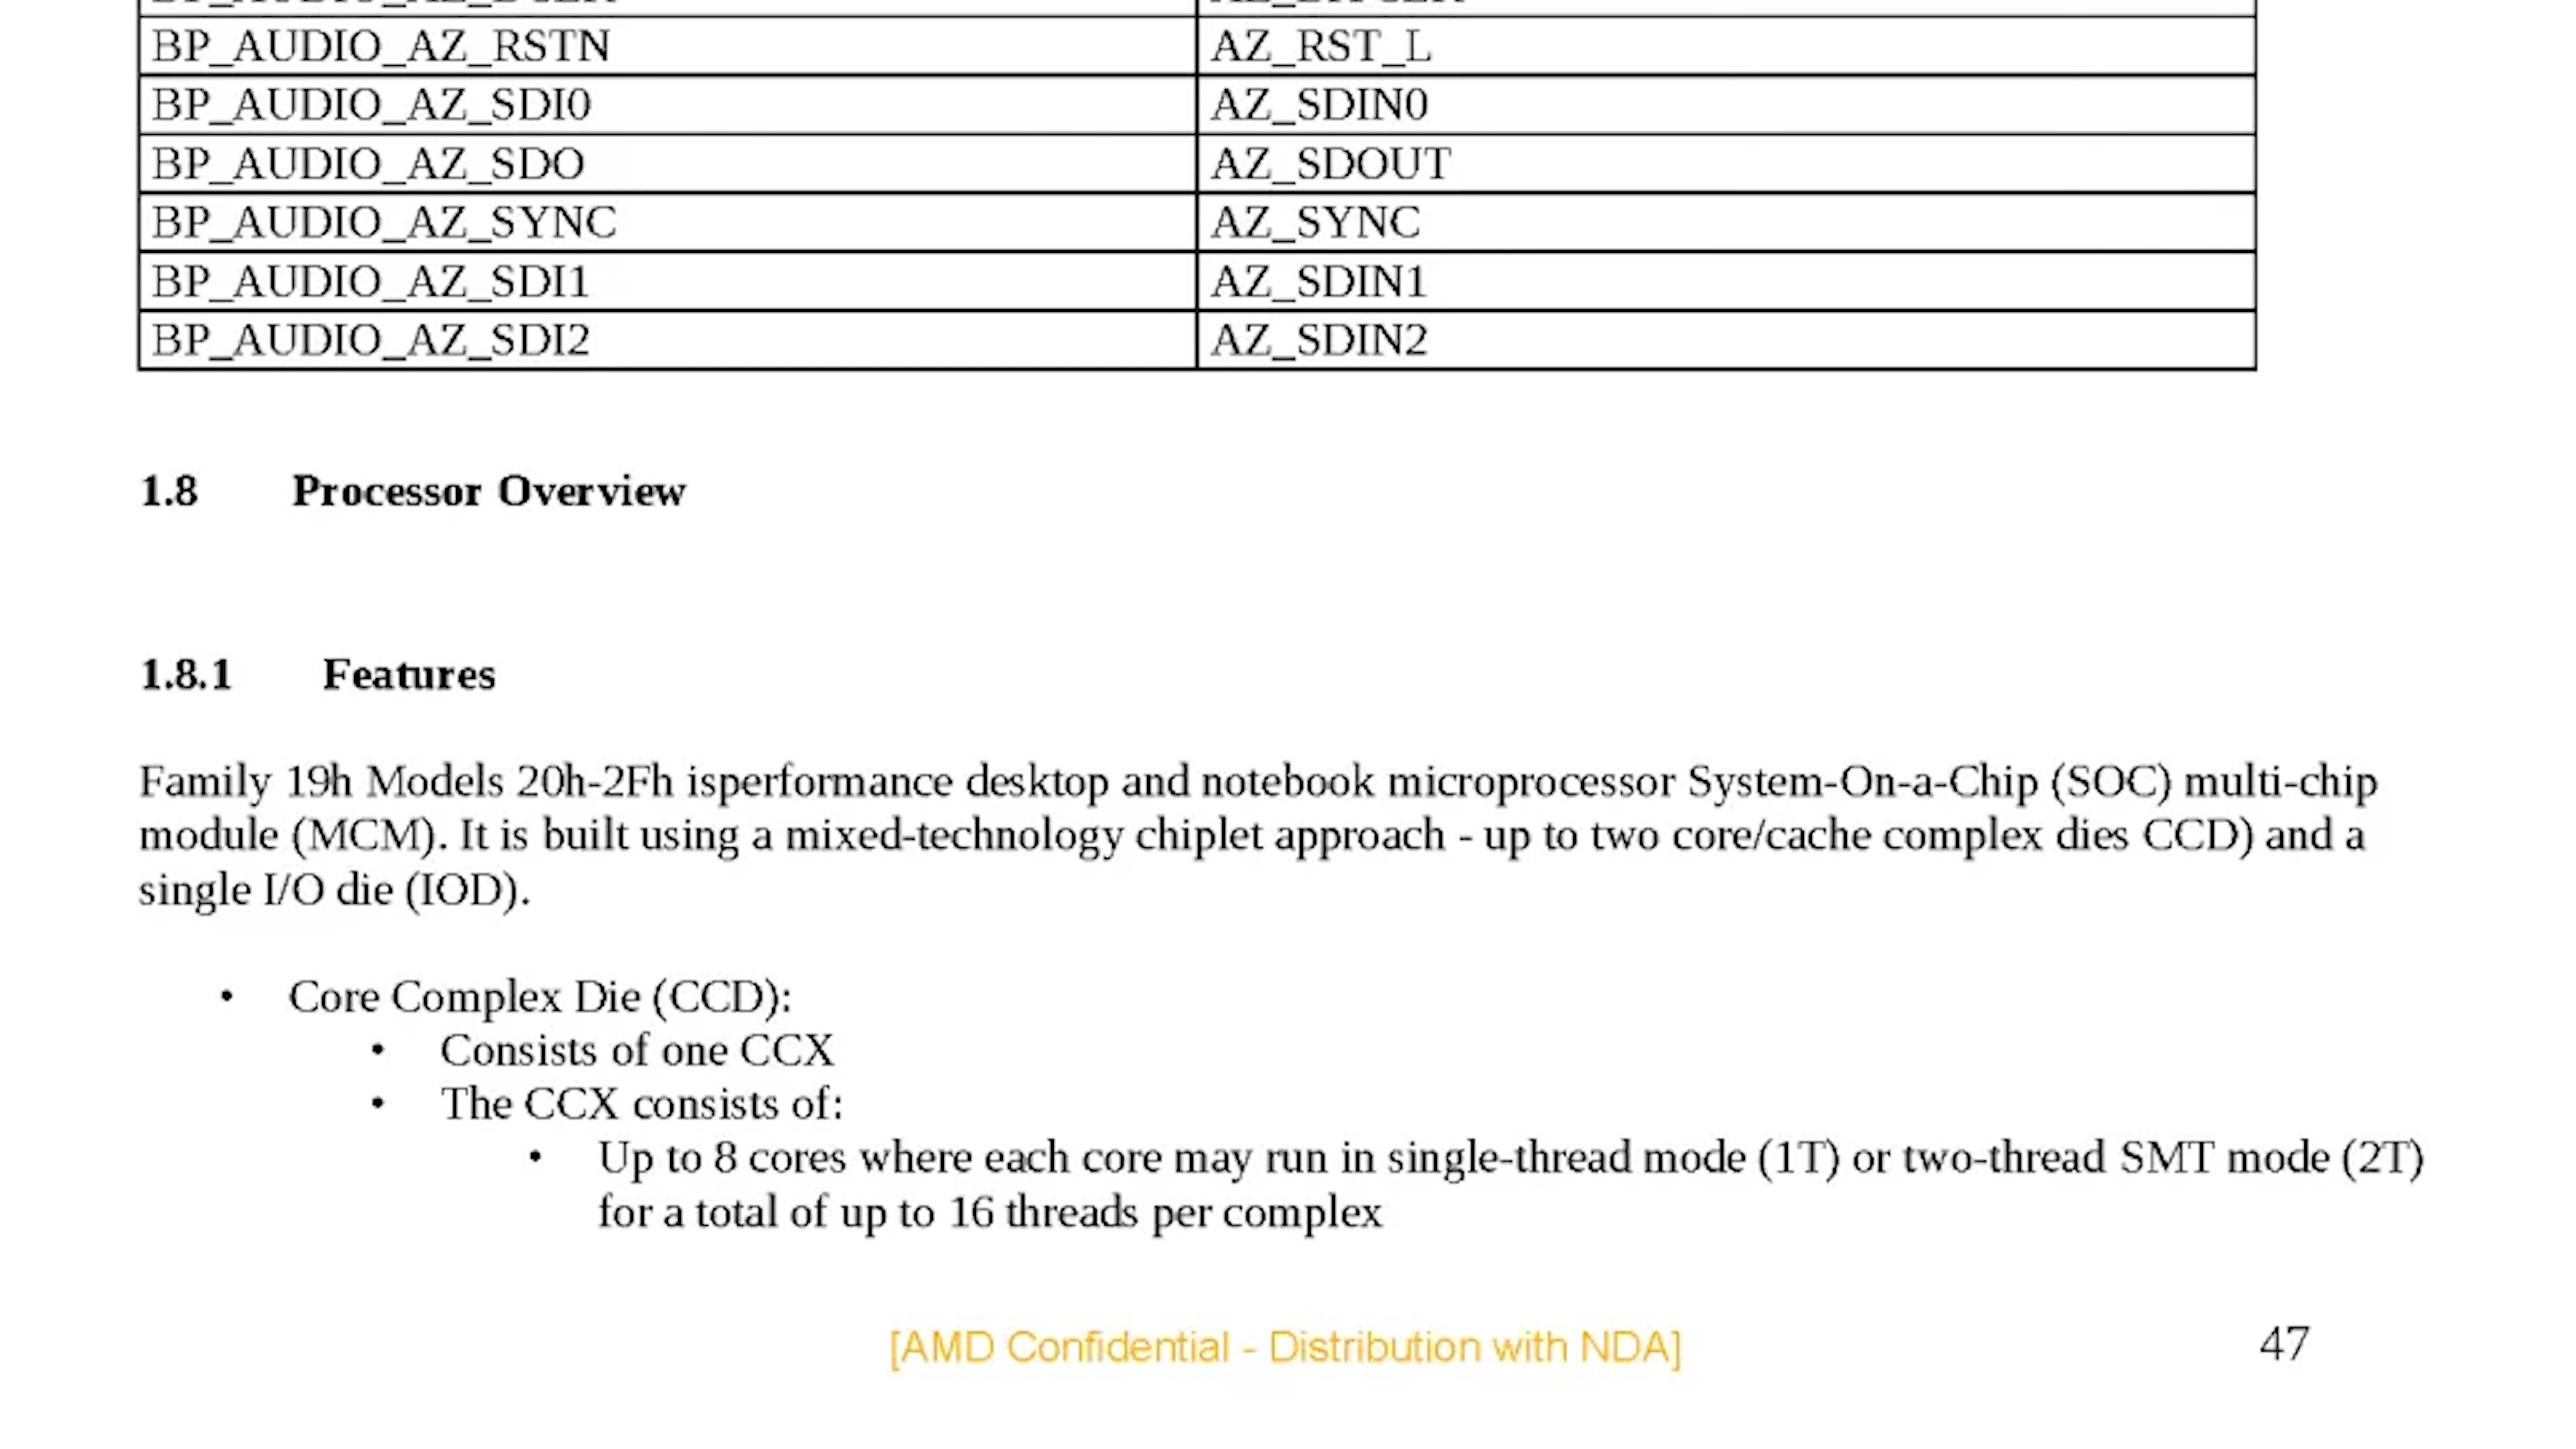 BP_AUDIO_AZ_RSTN AZ_RST_L
BP_AUDIO_AZ_SDI0 AZ_SDIN0
BP_AUDIO_AZ_SDO AZ_SDOUT
BP_AUDIO_AZ_SYNC AZ_SYNC
BP_AUDIO_AZ_SDI1 AZ_SDIN1
BP_AUDIO_AZ_SDI2 AZ_SDIN2
1.8 Processor Overview
1.8.1 Features
Family 19h Models 20h-2Fh isperformance desktop and notebook microprocessor System-On-a-Chip (SOC) multi-chip
module (MCM). It is built using a mixed-technology chiplet approach - up to two core/cache complex dies CCD) and a
single I/O die (IOD).
• Core Complex Die (CCD):
• Consists of one CCX
• The CCX consists of:
• Up to 8 cores where each core may run in single-thread mode (1T) or two-thread SMT mode (2T)
for a total of up to 16 threads per complex
[AMD Confidential - Distribution with NDA] 47